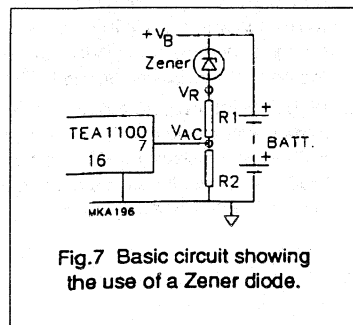 +VB
Zener
VR
R1
+
TEA1100
VAC
7
BATT.
16
+
R2
MKA196
Fig.7 Basic circuit showing
the use of a Zener diode.